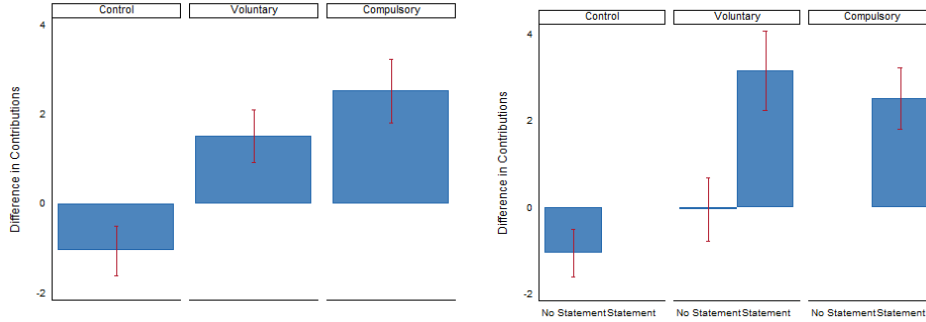 Control Voluntary Compulsory
4
2
0
-2
Difference in Contributions
Control Voluntary Compulsory
4
2
0
-2
Difference in Contributions
No Statement Statement No Statement Statement No Statement Statement